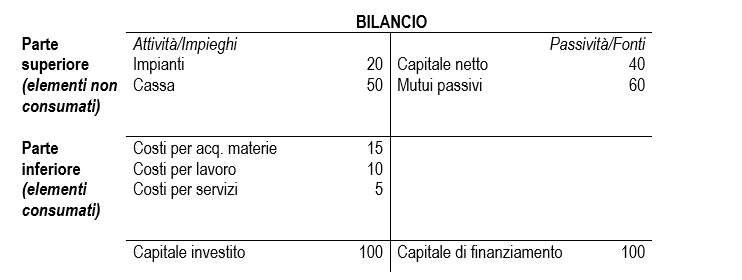 BILANCIO
Parte Attività/Impieghi Passività/Fonti
superiore Impianti 20 Capitale netto 40
(elementi non Cassa 50 Mutui passivi 60
consumati)
Parte Costi per acq. materie 15
inferiore Costi per lavoro 10
(elementi Costi per servizi 5
consumati)
Capitale investito 100 Capitale di finanziamento 100